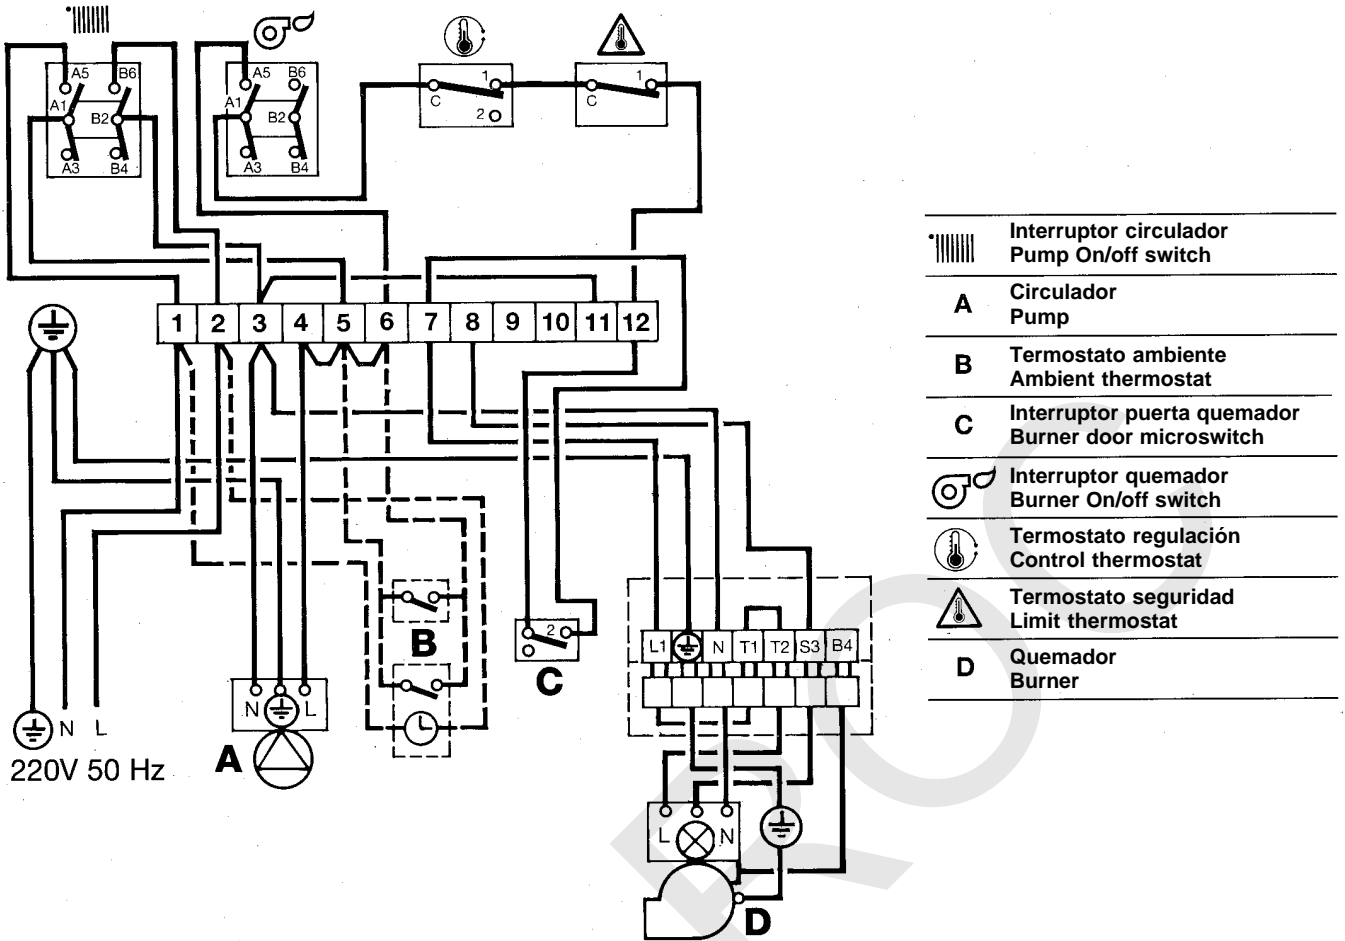 A5 B6 A5 B6
A1 B2 A1 B2
A3 B4 A3 B4
C 1 2
C 1
1 2 3 4 5 6 7 8 9 10 11 12
B
2
C
L1 N T1 T2 S3 B4
N L
220V 50 Hz
N L
A
L N
D
Interruptor circulador
Pump On/off switch
A Circulador
Pump
B Termostato ambiente
Ambient thermostat
C Interruptor puerta quemador
Burner door microswitch
Interruptor quemador
Burner On/off switch
Termostato regulación
Control thermostat
Termostato seguridad
Limit thermostat
D Quemador
Burner
ROC